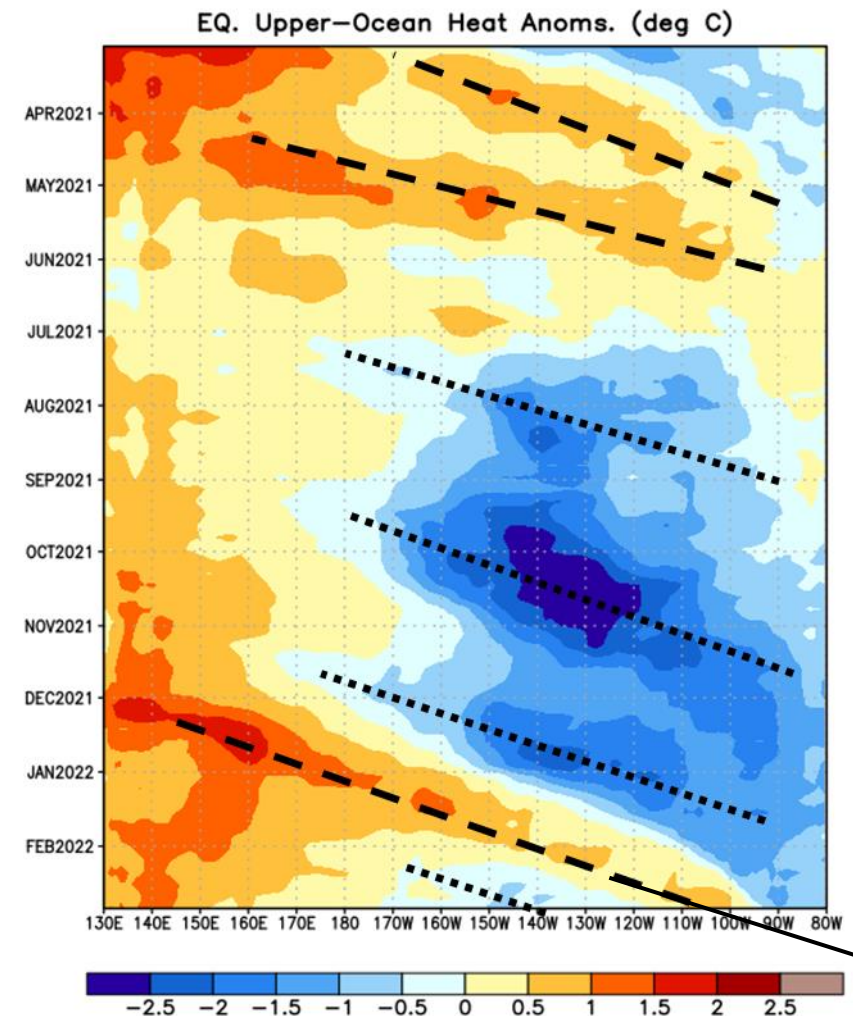 EQ. Upper−Ocean Heat Anoms. (deg C)
APR2021
MAY2021
JUN2021
JUL2021
AUG2021
SEP2021
OCT2021
NOV2021
DEC2021
JAN2022
FEB2022
130E 140E 150E 160E 170E 180 170W 160W 150W 140W 130W 120W 110W 100W 90W 80W
−2.5 −2 −1.5 −1 −0.5 0 0.5 1 1.5 2 2.5